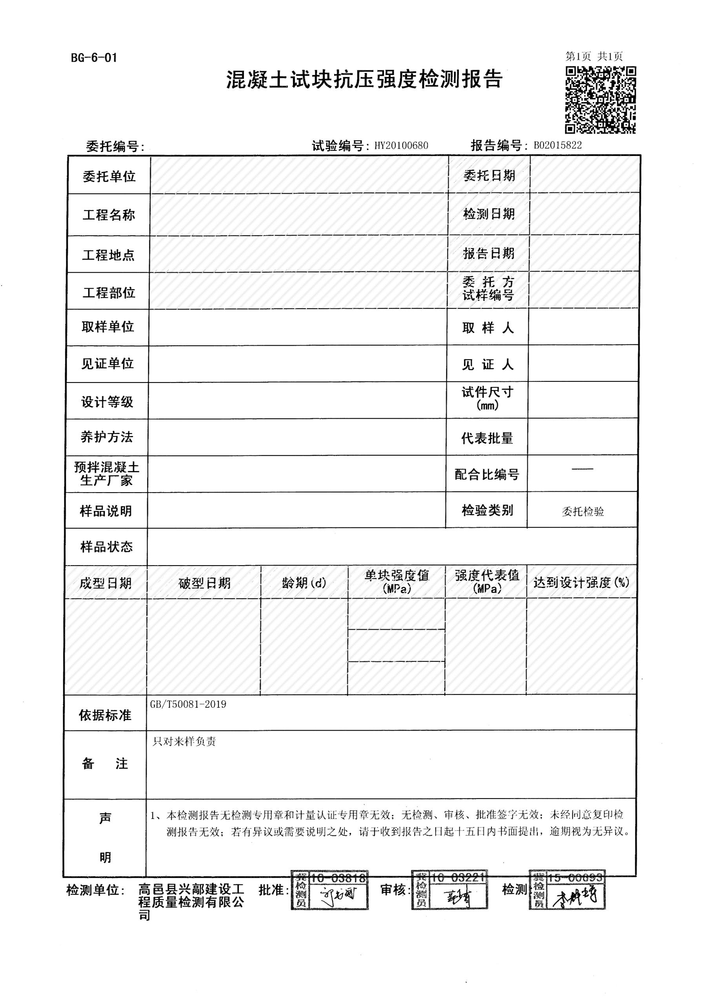 BG-6-01
第1页 共1页
混凝土试块抗压强度检测报告
委托编号： 试验编号：HY20100680 报告编号：B02015822
委托单位 委托日期
工程名称 检测日期
工程地点 报告日期
工程部位 委托方
试样编号
取样单位 取样人
见证单位 见证人
设计等级 试件尺寸
(mm)
养护方法 代表批量
预拌混凝土
生产厂家 配合比编号 ——
样品说明 检验类别 委托检验
样品状态
成型日期 破型日期 龄期(d) 单块强度值
(MPa) 强度代表值
(MPa) 达到设计强度(%)
依据标准 GB/T50081-2019
备注 只对来样负责
声
明
1、本检测报告无检测专用章和计量认证专用章无效；无检测、审核、批准签字无效；未经同意复印检
测报告无效；若有异议或需要说明之处，请于收到报告之日起十五日内书面提出，逾期视为无异议。
检测单位： 高邑县兴鄗建设工
程质量检测有限公
司
批准： 冀检测员 10-03818
审核： 冀检测员 10-03221
检测 冀检测员 15-00693